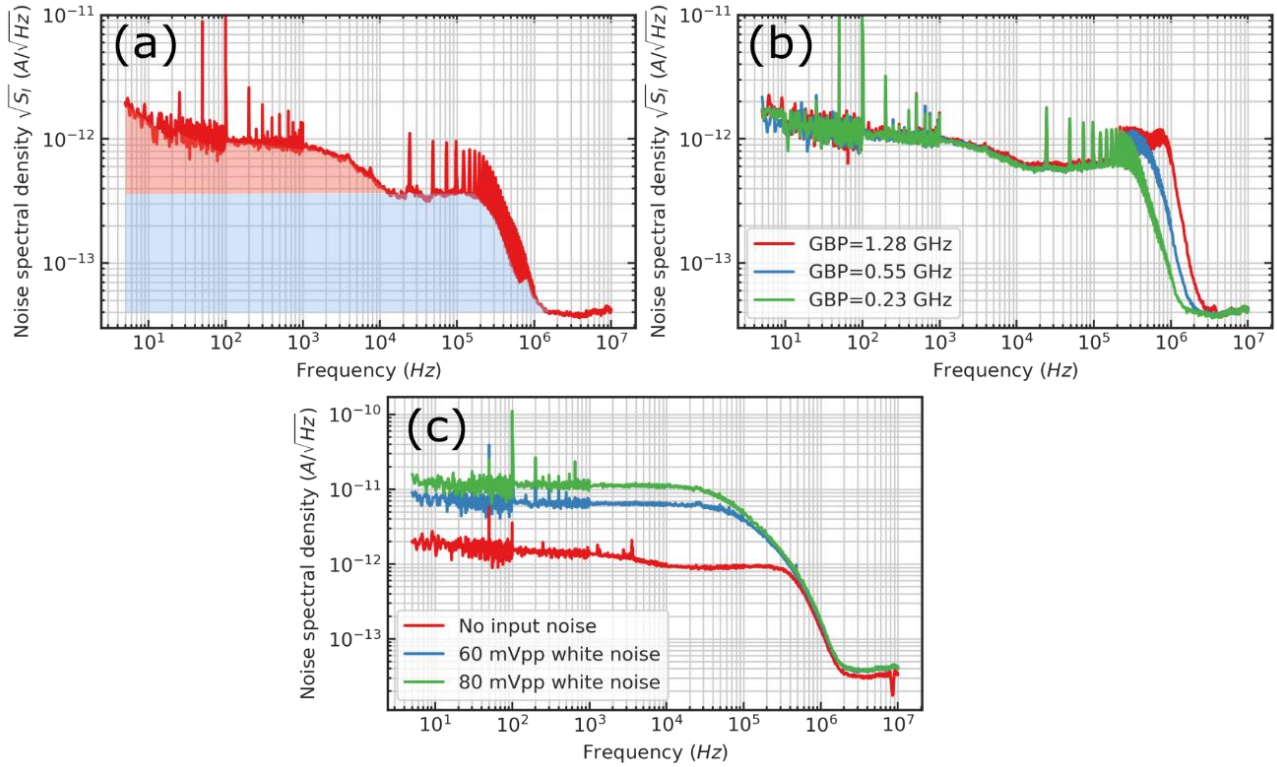 (a)
Noise spectral density √S_I (A/√Hz)
10⁻¹¹
10⁻¹²
10⁻¹³
10¹ 10² 10³ 10⁴ 10⁵ 10⁶ 10⁷
Frequency (Hz)
(b)
Noise spectral density √S_I (A/√Hz)
10⁻¹¹
10⁻¹²
10⁻¹³
GBP=1.28 GHz
GBP=0.55 GHz
GBP=0.23 GHz
10¹ 10² 10³ 10⁴ 10⁵ 10⁶ 10⁷
Frequency (Hz)
(c)
Noise spectral density (A/√Hz)
10⁻¹⁰
10⁻¹¹
10⁻¹²
10⁻¹³
No input noise
60 mVpp white noise
80 mVpp white noise
10¹ 10² 10³ 10⁴ 10⁵ 10⁶ 10⁷
Frequency (Hz)